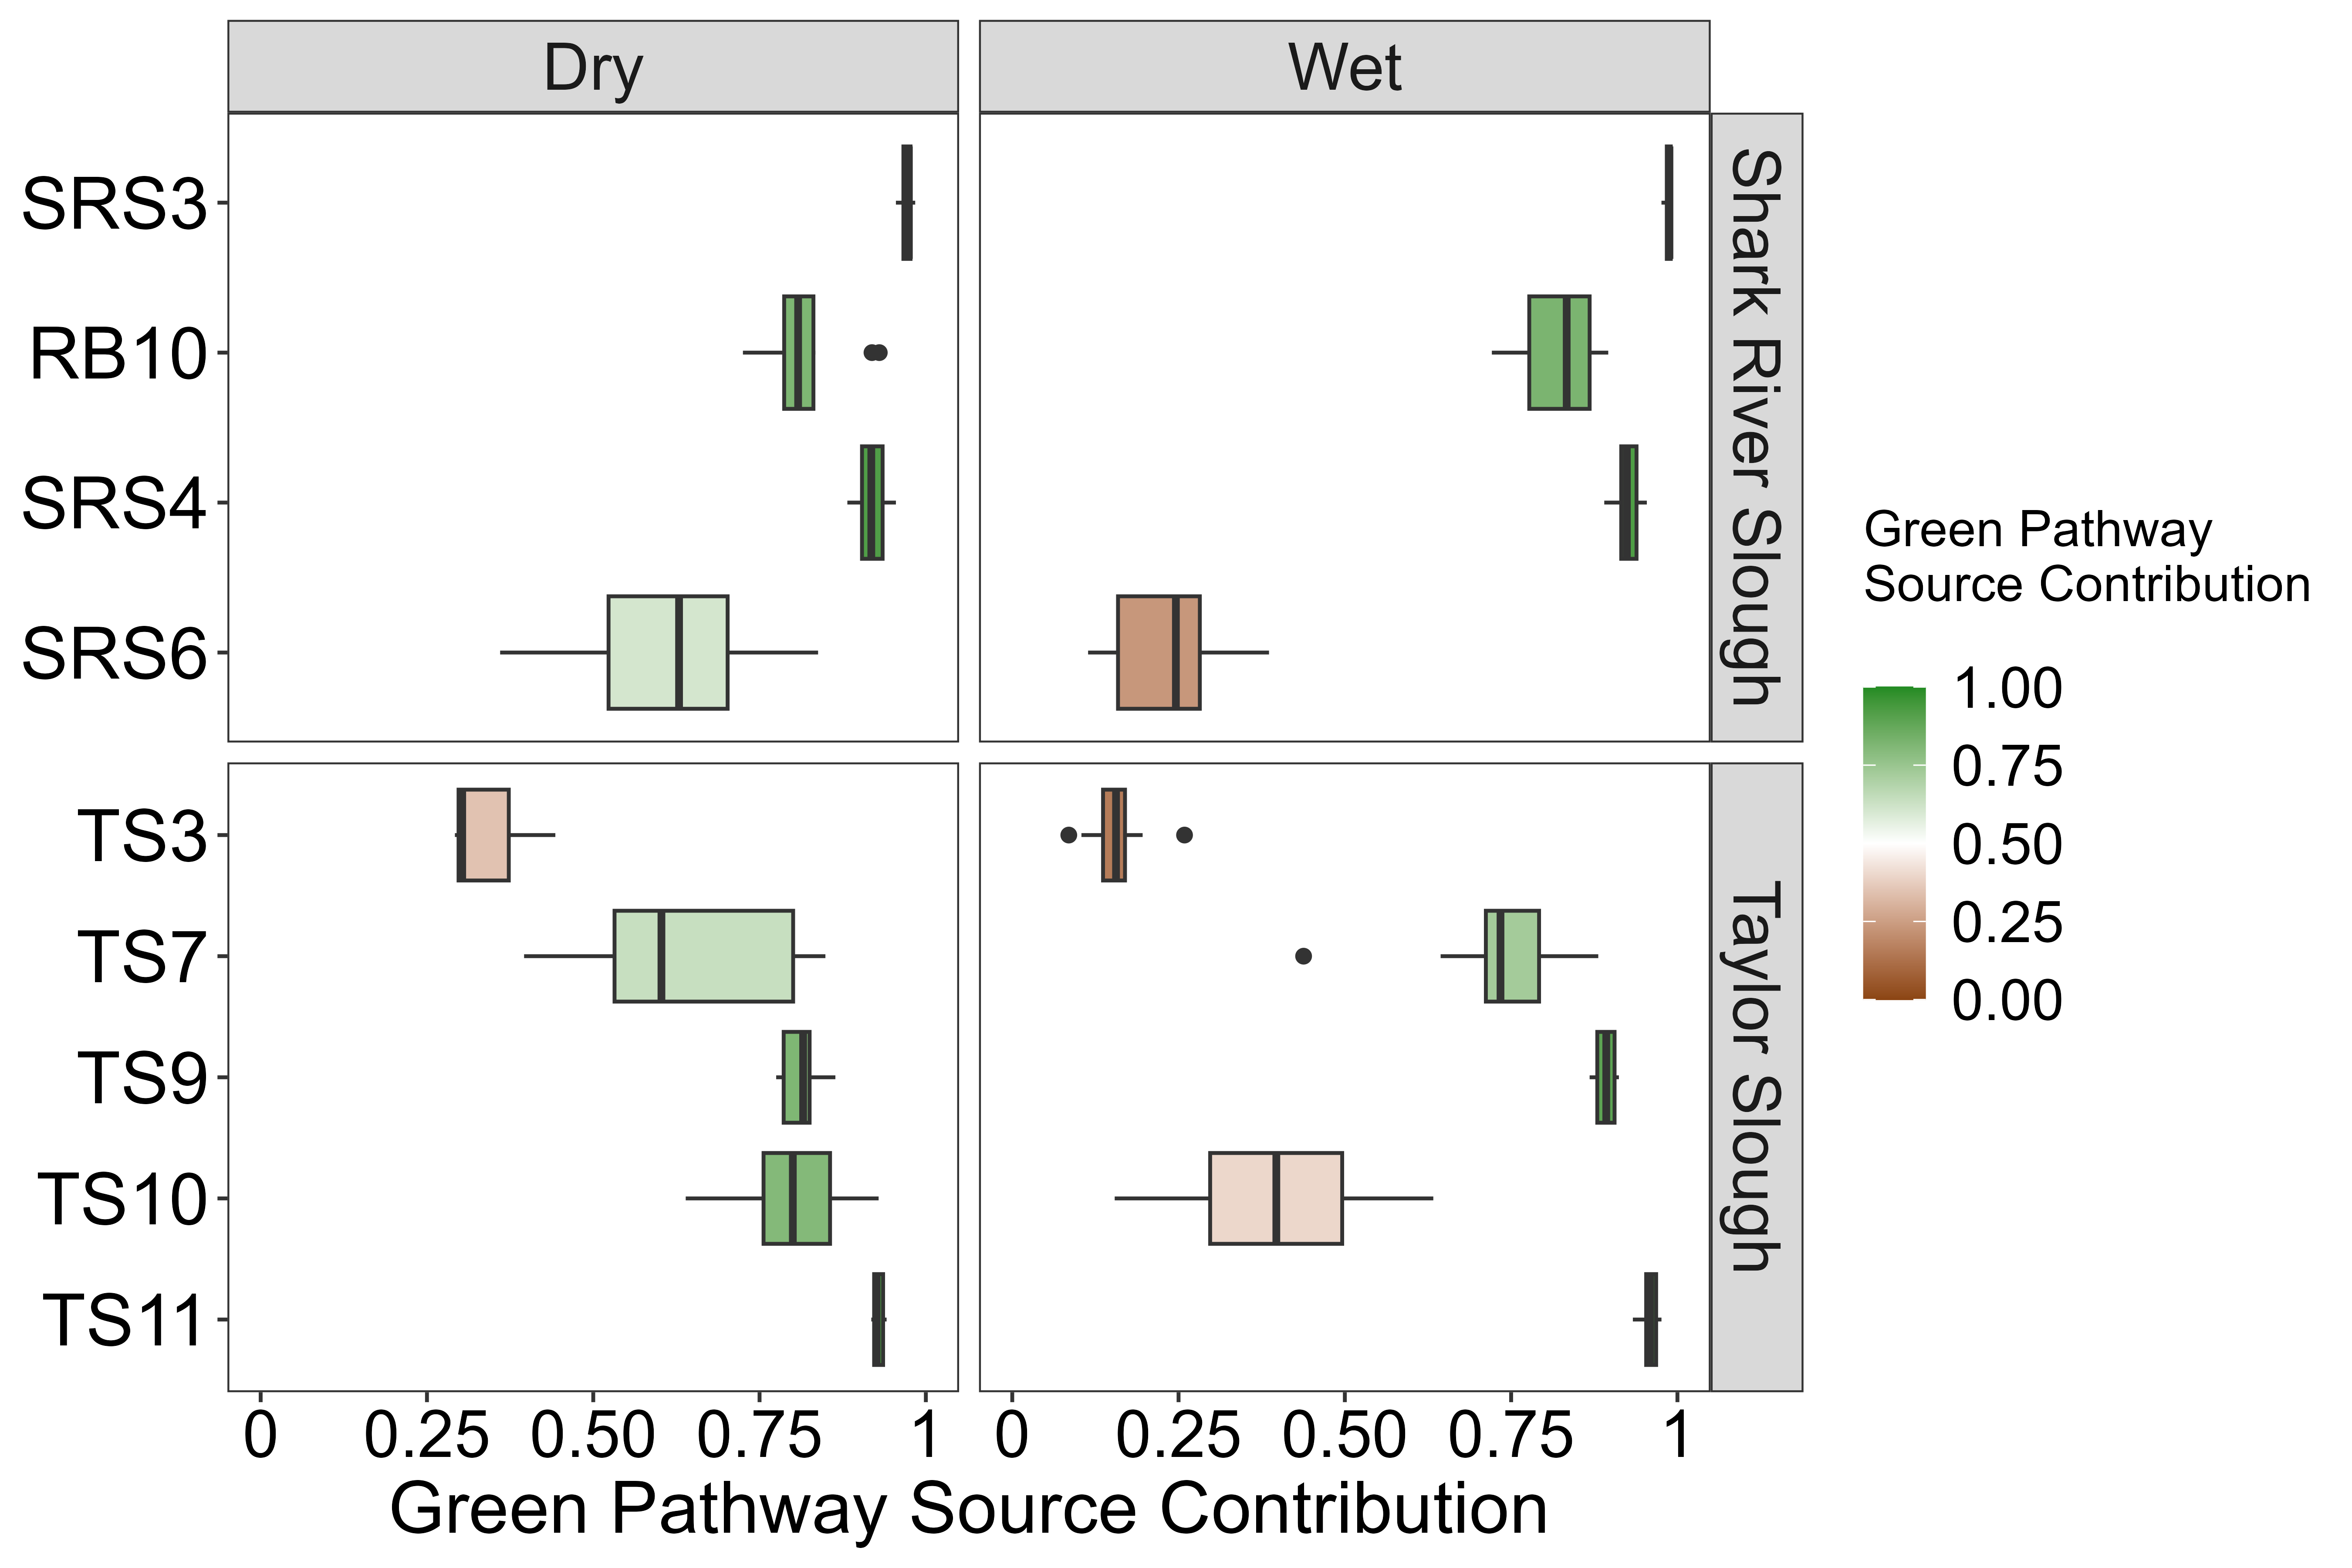 Dry
Wet
SRS3
RB10
SRS4
SRS6
Shark River Slough
TS3
TS7
TS9
TS10
TS11
Taylor Slough
0 0.25 0.50 0.75 1
0 0.25 0.50 0.75 1
Green Pathway Source Contribution
Green Pathway
Source Contribution
1.00
0.75
0.50
0.25
0.00